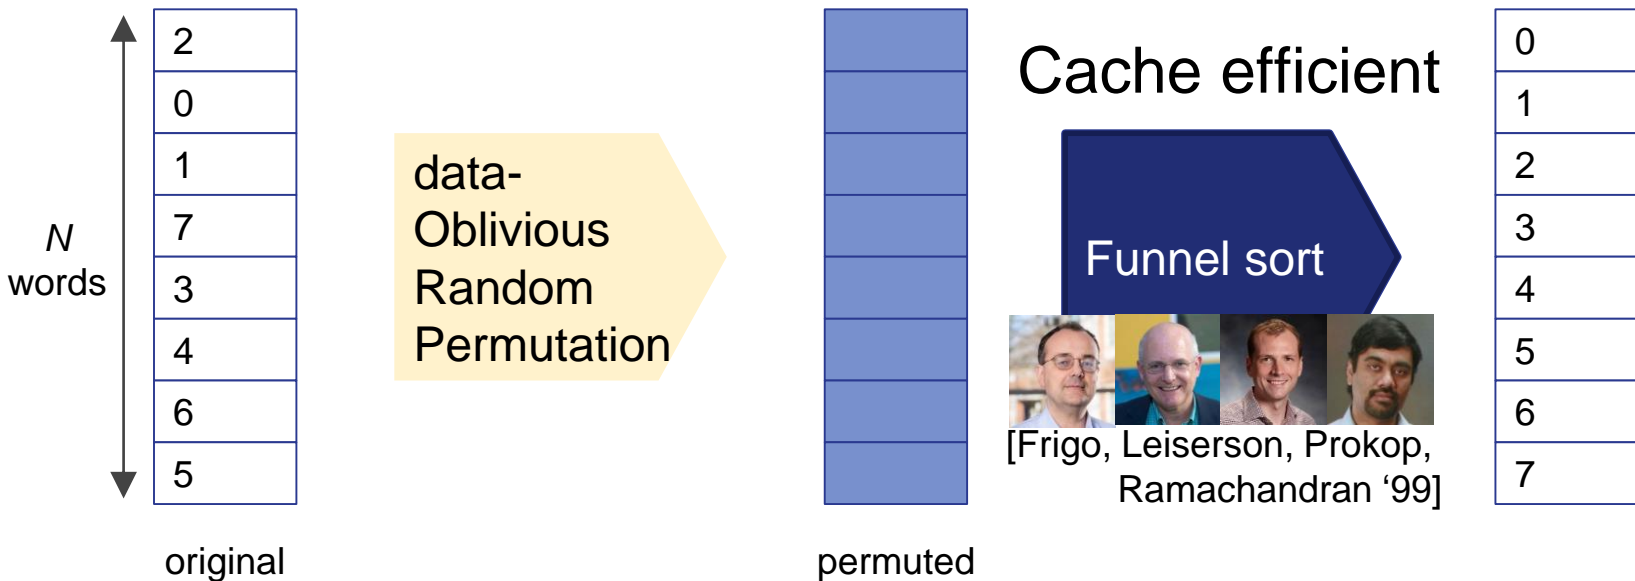 2
0
1
7
3
4
6
5
N
words
original
data-
Oblivious
Random
Permutation
permuted
Cache efficient
Funnel sort
[Frigo, Leiserson, Prokop,
Ramachandran ‘99]
0
1
2
3
4
5
6
7